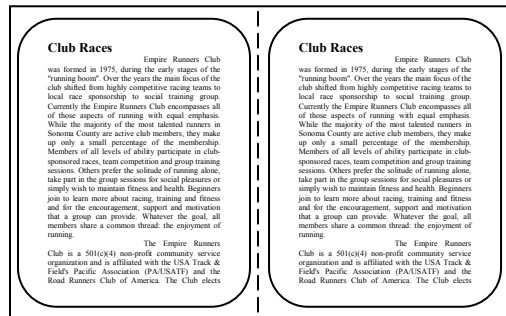 Club Races
Empire Runners Club
was formed in 1975, during the early stages of the
"running boom". Over the years the main focus of the
club shifted from highly competitive racing teams to
local race sponsorship to social training group.
Currently the Empire Runners Club encompasses all
of those aspects of running with equal emphasis.
While the majority of the most talented runners in
Sonoma County are active club members, they make
up only a small percentage of the membership.
Members of all levels of ability participate in club-
sponsored races, team competition and group training
sessions. Others prefer the solitude of running alone,
take part in the group sessions for social pleasures or
simply wish to maintain fitness and health. Beginners
join to learn more about racing, training and fitness
and for the encouragement, support and motivation
that a group can provide. Whatever the goal, all
members share a common thread: the enjoyment of
running.
The Empire Runners
Club is a 501(c)(4) non-profit community service
organization and is affiliated with the USA Track &
Field's Pacific Association (PA/USATF) and the
Road Runners Club of America. The Club elects
Club Races
Empire Runners Club
was formed in 1975, during the early stages of the
"running boom". Over the years the main focus of the
club shifted from highly competitive racing teams to
local race sponsorship to social training group.
Currently the Empire Runners Club encompasses all
of those aspects of running with equal emphasis.
While the majority of the most talented runners in
Sonoma County are active club members, they make
up only a small percentage of the membership.
Members of all levels of ability participate in club-
sponsored races, team competition and group training
sessions. Others prefer the solitude of running alone,
take part in the group sessions for social pleasures or
simply wish to maintain fitness and health. Beginners
join to learn more about racing, training and fitness
and for the encouragement, support and motivation
that a group can provide. Whatever the goal, all
members share a common thread: the enjoyment of
running.
The Empire Runners
Club is a 501(c)(4) non-profit community service
organization and is affiliated with the USA Track &
Field's Pacific Association (PA/USATF) and the
Road Runners Club of America. The Club elects